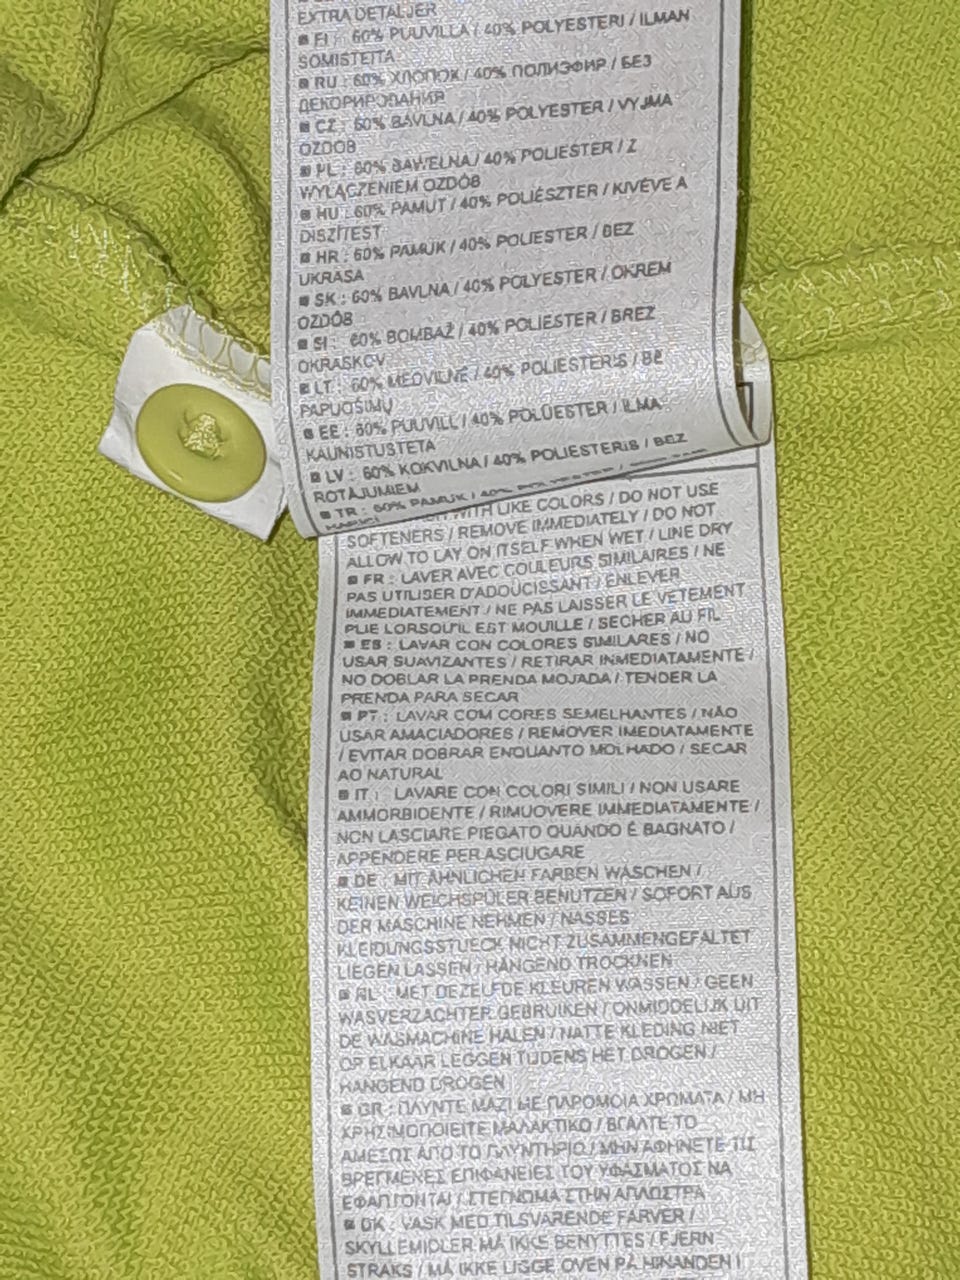 EXTRA DETALJER
FI : 60% PUUVILLA / 40% POLYESTERI / ILMAN
SOMISTEITA
RU : 60% ХЛОПОК / 40% ПОЛИЭФИР / БЕЗ
ДЕКОРИРОВАНИЯ
CZ : 60% BAVLNA / 40% POLYESTER / VYJMA
OZDOB
PL : 60% BAWEŁNA / 40% POLIESTER / Z
WYŁĄCZENIEM OZDÓB
HU : 60% PAMUT / 40% POLIÉSZTER / KIVÉVE A
DÍSZÍTÉST
HR : 60% PAMUK / 40% POLIESTER / BEZ
UKRASA
SK : 60% BAVLNA / 40% POLYESTER / OKREM
OZDÔB
SI : 60% BOMBAŽ / 40% POLIESTER / BREZ
OKRASKOV
LT : 60% MEDVILNĖ / 40% POLIESTERIS / BE
PAPUOŠIMŲ
EE : 60% PUUVILL / 40% POLÜESTER / ILMA
KAUNISTUSTETA
LV : 60% KOKVILNA / 40% POLIESTERIS / BEZ
ROTĀJUMIEM
TR : 60% PAMUK / 40%
WITH LIKE COLORS / DO NOT USE
SOFTENERS / REMOVE IMMEDIATELY / DO NOT
ALLOW TO LAY ON ITSELF WHEN WET / LINE DRY
FR : LAVER AVEC COULEURS SIMILAIRES / NE
PAS UTILISER D'ADOUCISSANT / ENLEVER
IMMEDIATEMENT / NE PAS LAISSER LE VETEMENT
PLIE LORSQU'IL EST MOUILLE / SECHER AU FIL
ES : LAVAR CON COLORES SIMILARES / NO
USAR SUAVIZANTES / RETIRAR INMEDIATAMENTE /
NO DOBLAR LA PRENDA MOJADA / TENDER LA
PRENDA PARA SECAR
PT : LAVAR COM CORES SEMELHANTES / NÃO
USAR AMACIADORES / REMOVER IMEDIATAMENTE
/ EVITAR DOBRAR ENQUANTO MOLHADO / SECAR
AO NATURAL
IT : LAVARE CON COLORI SIMILI / NON USARE
AMMORBIDENTE / RIMUOVERE IMMEDIATAMENTE /
NON LASCIARE PIEGATO QUANDO É BAGNATO /
APPENDERE PER ASCIUGARE
DE : MIT ÄHNLICHEN FARBEN WASCHEN /
KEINEN WEICHSPÜLER BENUTZEN / SOFORT AUS
DER MASCHINE NEHMEN / NASSES
KLEIDUNGSSTUECK NICHT ZUSAMMENGEFALTET
LIEGEN LASSEN / HÄNGEND TROCKNEN
NL : MET DEZELFDE KLEUREN WASSEN / GEEN
WASVERZACHTER GEBRUIKEN / ONMIDDELIJK UIT
DE WASMACHINE HALEN / NATTE KLEDING NIET
OP ELKAAR LEGGEN TIJDENS HET DROGEN /
HANGEND DROGEN
GR : ΠΛΥΝΤΕ ΜΑΖΙ ΜΕ ΠΑΡΟΜΟΙΑ ΧΡΩΜΑΤΑ / ΜΗ
ΧΡΗΣΙΜΟΠΟΙΕΙΤΕ ΜΑΛΑΚΤΙΚΟ / ΒΓΑΛΤΕ ΤΟ
ΑΜΕΣΩΣ ΑΠΟ ΤΟ ΠΛΥΝΤΗΡΙΟ / ΜΗΝ ΑΦΗΝΕΤΕ ΤΙΣ
ΒΡΕΓΜΕΝΕΣ ΕΠΙΦΑΝΕΙΕΣ ΤΟΥ ΥΦΑΣΜΑΤΟΣ ΝΑ
ΕΦΑΠΤΟΝΤΑΙ / ΣΤΕΓΝΩΜΑ ΣΤΗΝ ΑΠΛΩΣΤΡΑ
DK : VASK MED TILSVARENDE FARVER /
SKYLLEMIDLER MÅ IKKE BENYTTES / FJERN
STRAKS / MÅ IKKE LIGGE OVEN PÅ HINANDEN I